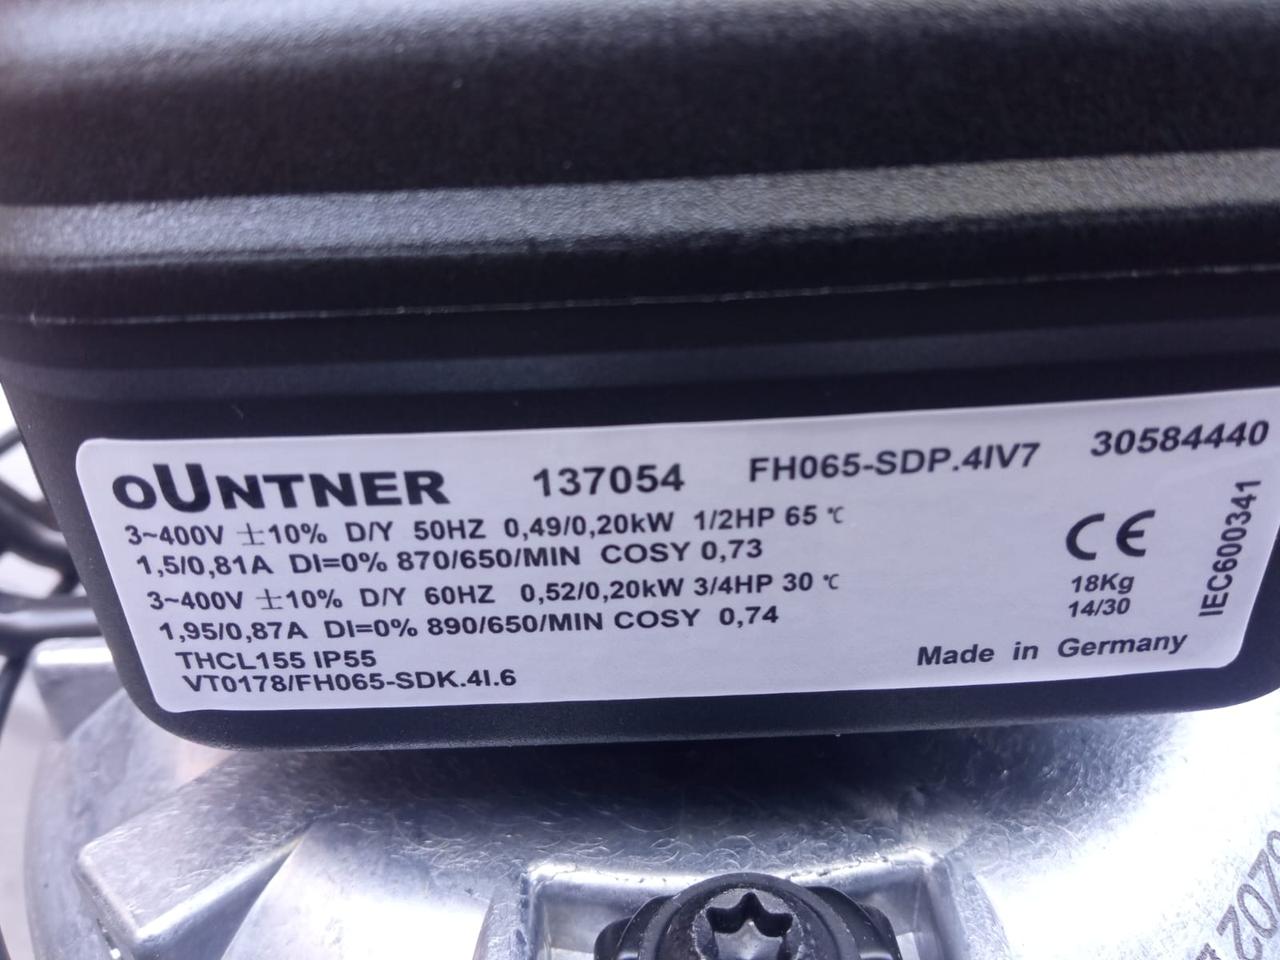 OUNTNER 137054 FH065-SDP.4IV7 30584440
3~400V ±10% D/Y 50HZ 0,49/0,20kW 1/2HP 65 ℃
1,5/0,81A DI=0% 870/650/MIN COSY 0,73
3~400V ±10% D/Y 60HZ 0,52/0,20kW 3/4HP 30 ℃
1,95/0,87A DI=0% 890/650/MIN COSY 0,74
THCL155 IP55
VT0178/FH065-SDK.4I.6
CE
18Kg
14/30
IEC600341
Made in Germany